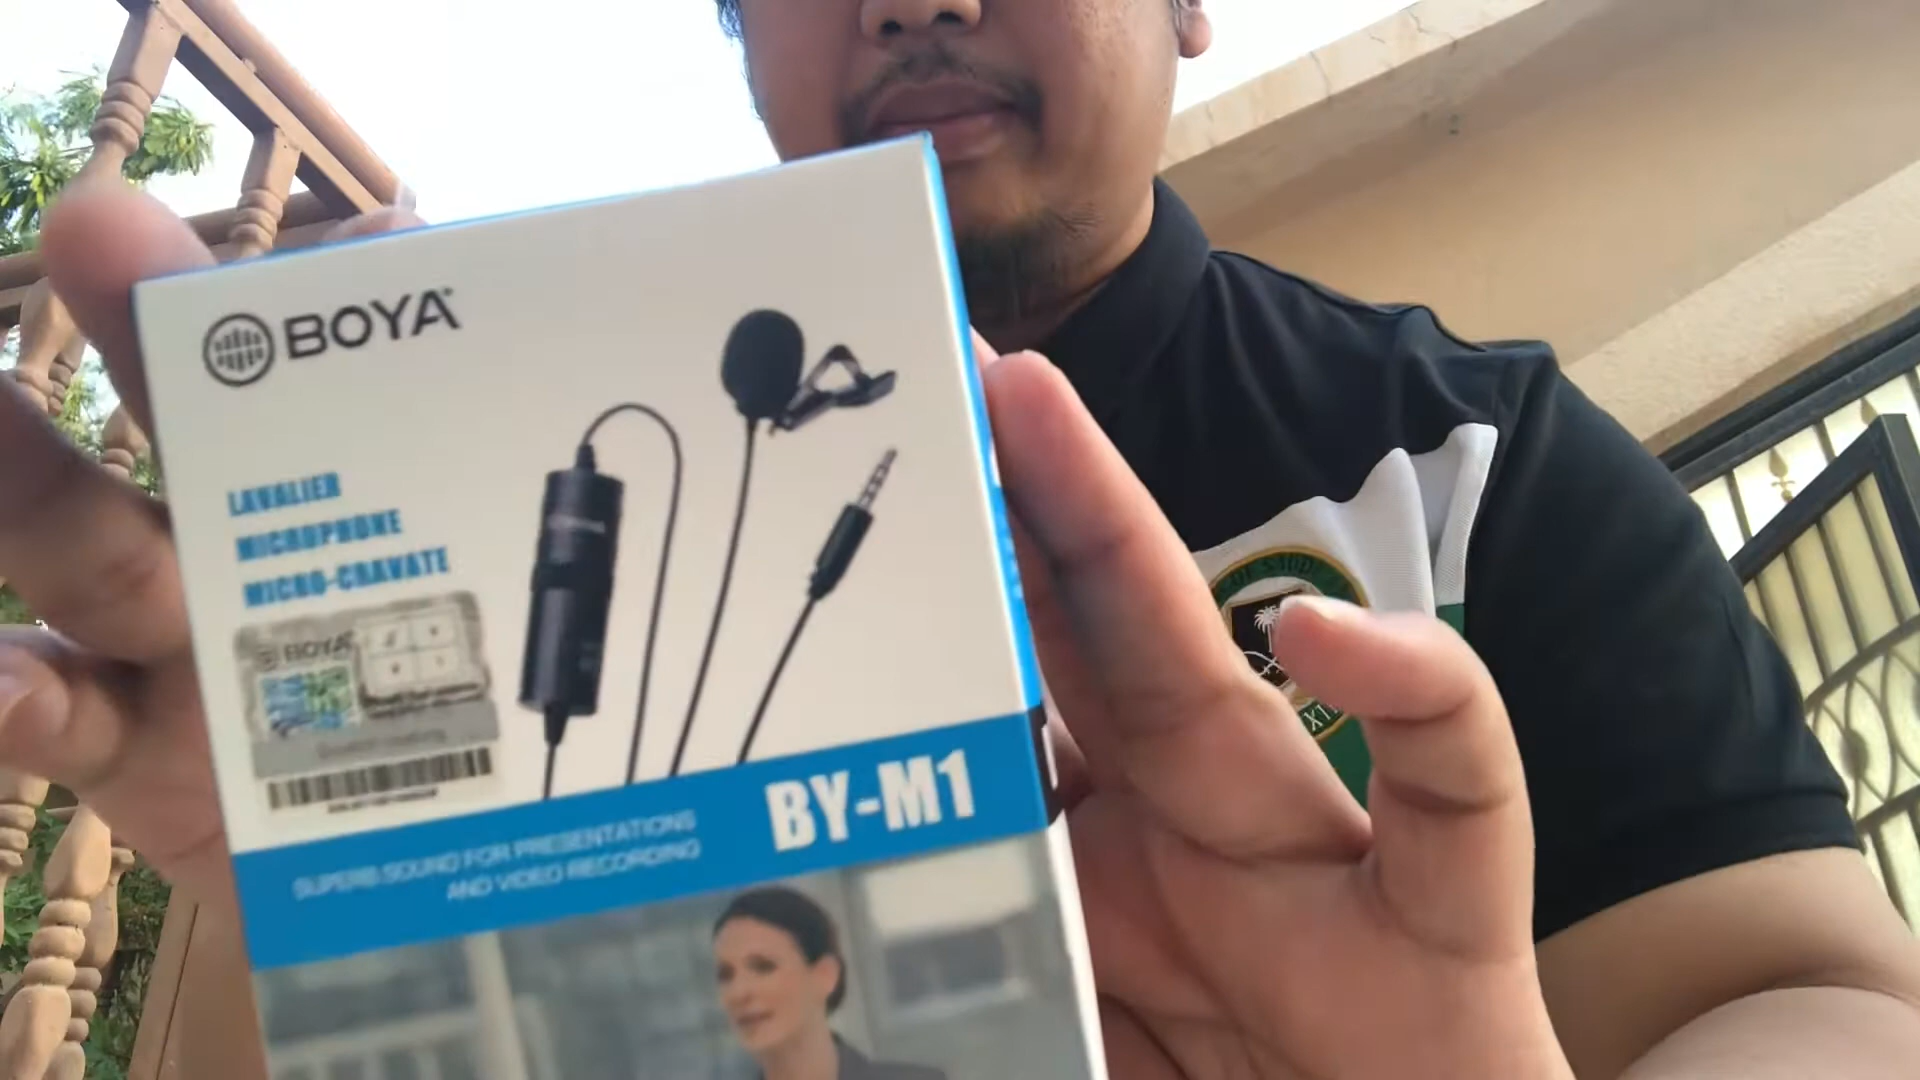 BOYA
LAVALIER
MICROPHONE
MICRO-CRAVATE
BOYA
BY-M1
SUPERB SOUND FOR PRESENTATIONS
AND VIDEO RECORDING